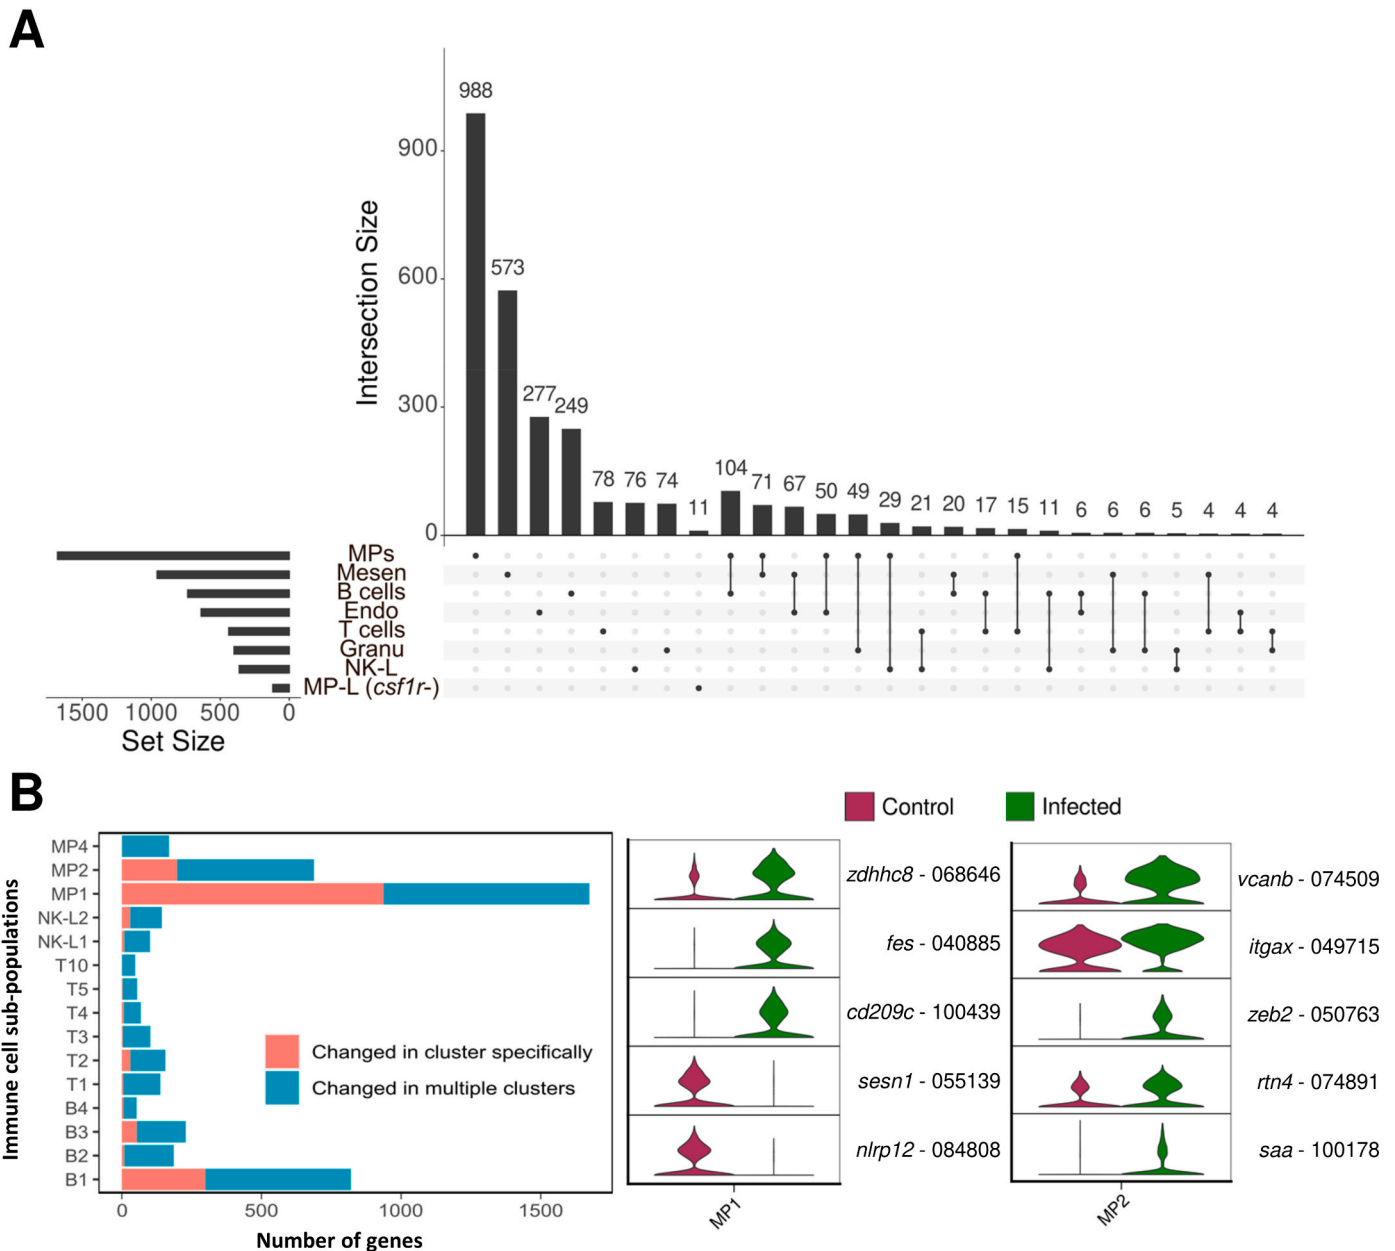 A
988
900
573
600
Intersection Size
277
249
300
78 76 74 11 104 71 67 50 49 29 21 20 17 15 11 6 6 6 5 4 4 4
0
MPs
Mesen
B cells
Endo
T cells
Granu
NK-L
MP-L (csf1r-)
1500 1000 500 0
Set Size
B
Control
Infected
Immune cell sub-populations
MP4
MP2
MP1
NK-L2
NK-L1
T10
T5
T4
T3
T2
T1
B4
B3
B2
B1
Changed in cluster specifically
Changed in multiple clusters
0 500 1000 1500
Number of genes
zdhhc8 - 068646
fes - 040885
cd209c - 100439
sesn1 - 055139
nlrp12 - 084808
MP1
vcanb - 074509
itgax - 049715
zeb2 - 050763
rtn4 - 074891
saa - 100178
MP2